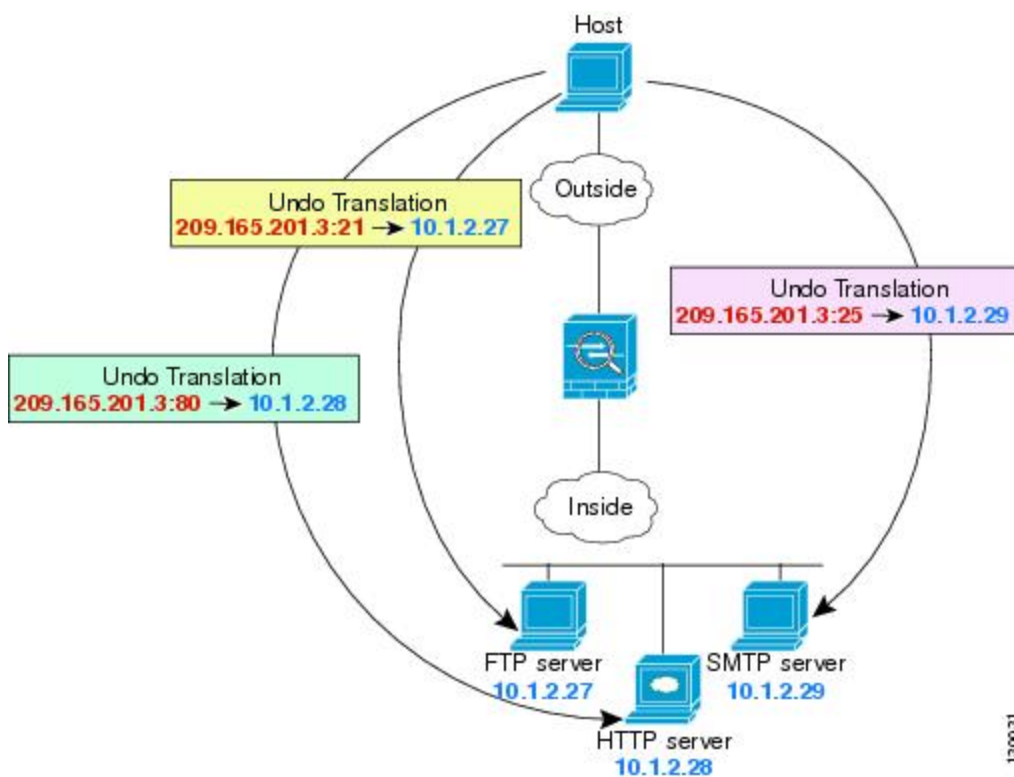 Host
Outside
Undo Translation
209.165.201.3:21 → 10.1.2.27
Undo Translation
209.165.201.3:25 → 10.1.2.29
Undo Translation
209.165.201.3:80 → 10.1.2.28
Inside
FTP server
10.1.2.27
SMTP server
10.1.2.29
HTTP server
10.1.2.28
130031